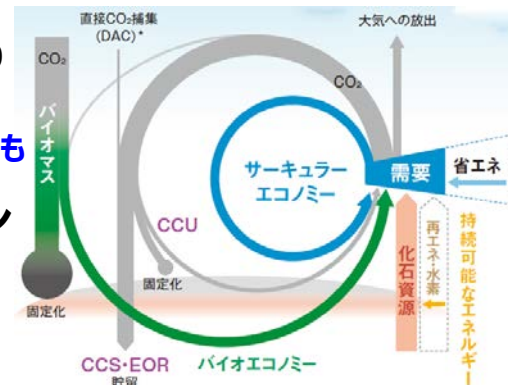 直接CO₂捕集
(DAC)*
大気への放出
CO₂
CO₂
バイオマス
も
サーキュラー
エコノミー
需要
省エネ
CCU
固定化
化石資源
再エネ・水素
持続可能なエネルギー
固定化
CCS・EOR
貯留
バイオエコノミー